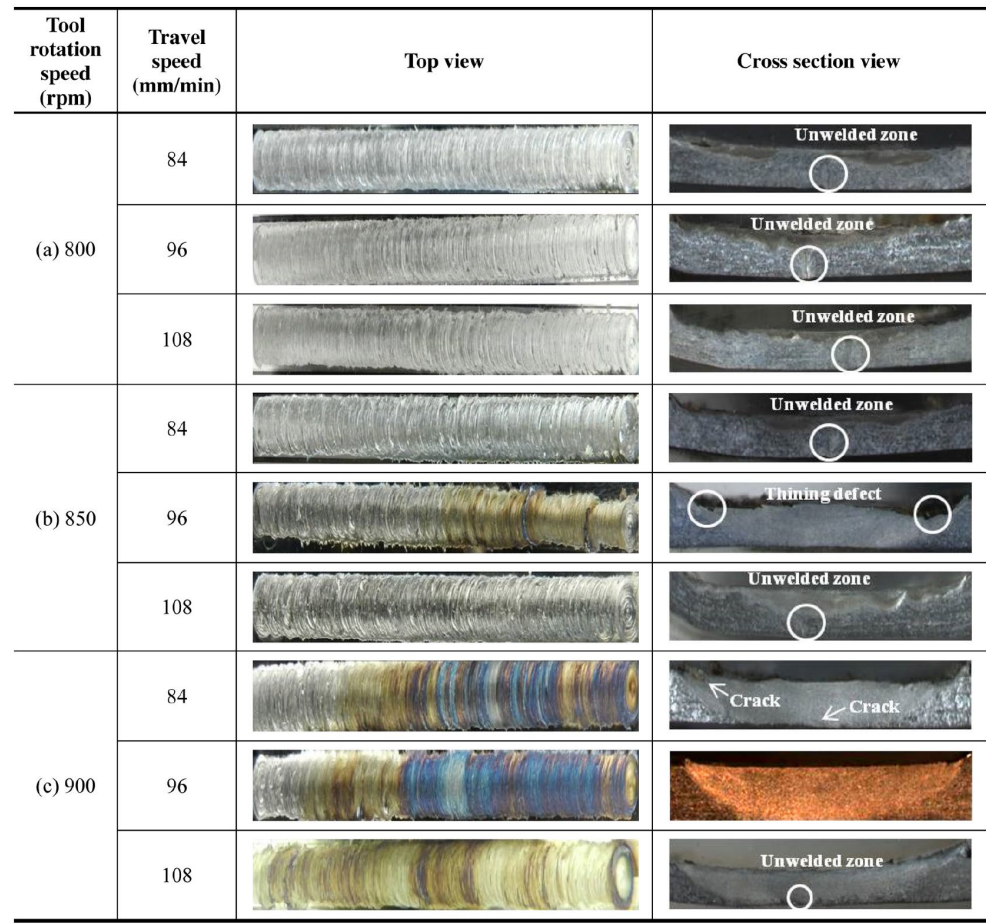 Tool rotation speed (rpm)
Travel speed (mm/min)
Top view
Cross section view
(a) 800
84
Unwelded zone
96
Unwelded zone
108
Unwelded zone
(b) 850
84
Unwelded zone
96
Thining defect
108
Unwelded zone
(c) 900
84
Crack
Crack
96
108
Unwelded zone